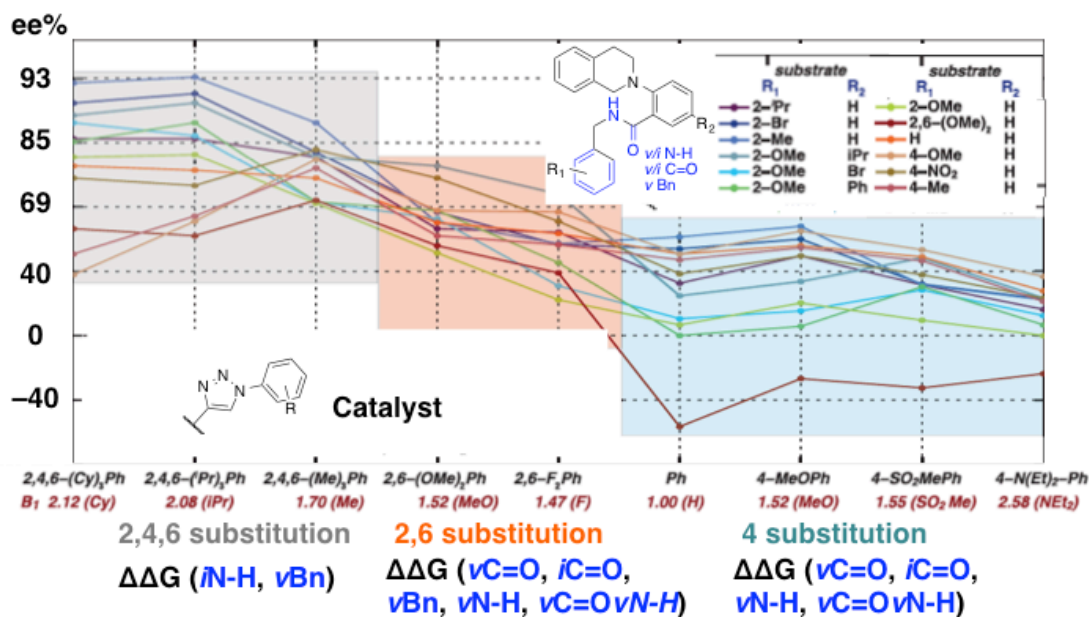 ee%
93
85
69
40
0
–40
substrate substrate
R₁ R₂ R₁ R₂
2–ⁱPr H 2–OMe H
2–Br H 2,6–(OMe)₂ H
2–Me H H H
2–OMe iPr 4–OMe H
2–OMe Br 4–NO₂ H
2–OMe Ph 4–Me H
N
H
N
R₂
O
R₁
v/i N-H
v/i C=O
v Bn
N
N
N
R
Catalyst
2,4,6–(Cy)₃Ph 2,4,6–(ⁱPr)₃Ph 2,4,6–(Me)₃Ph 2,6–(OMe)₂Ph 2,6–F₂Ph Ph 4–MeOPh 4–SO₂MePh 4–N(Et)₂–Ph
B₁ 2.12 (Cy) 2.08 (iPr) 1.70 (Me) 1.52 (MeO) 1.47 (F) 1.00 (H) 1.52 (MeO) 1.55 (SO₂ Me) 2.58 (NEt₂)
2,4,6 substitution 2,6 substitution 4 substitution
ΔΔG (iN-H, vBn) ΔΔG (vC=O, iC=O, ΔΔG (vC=O, iC=O,
vBn, vN-H, vC=OvN-H) vN-H, vC=OvN-H)